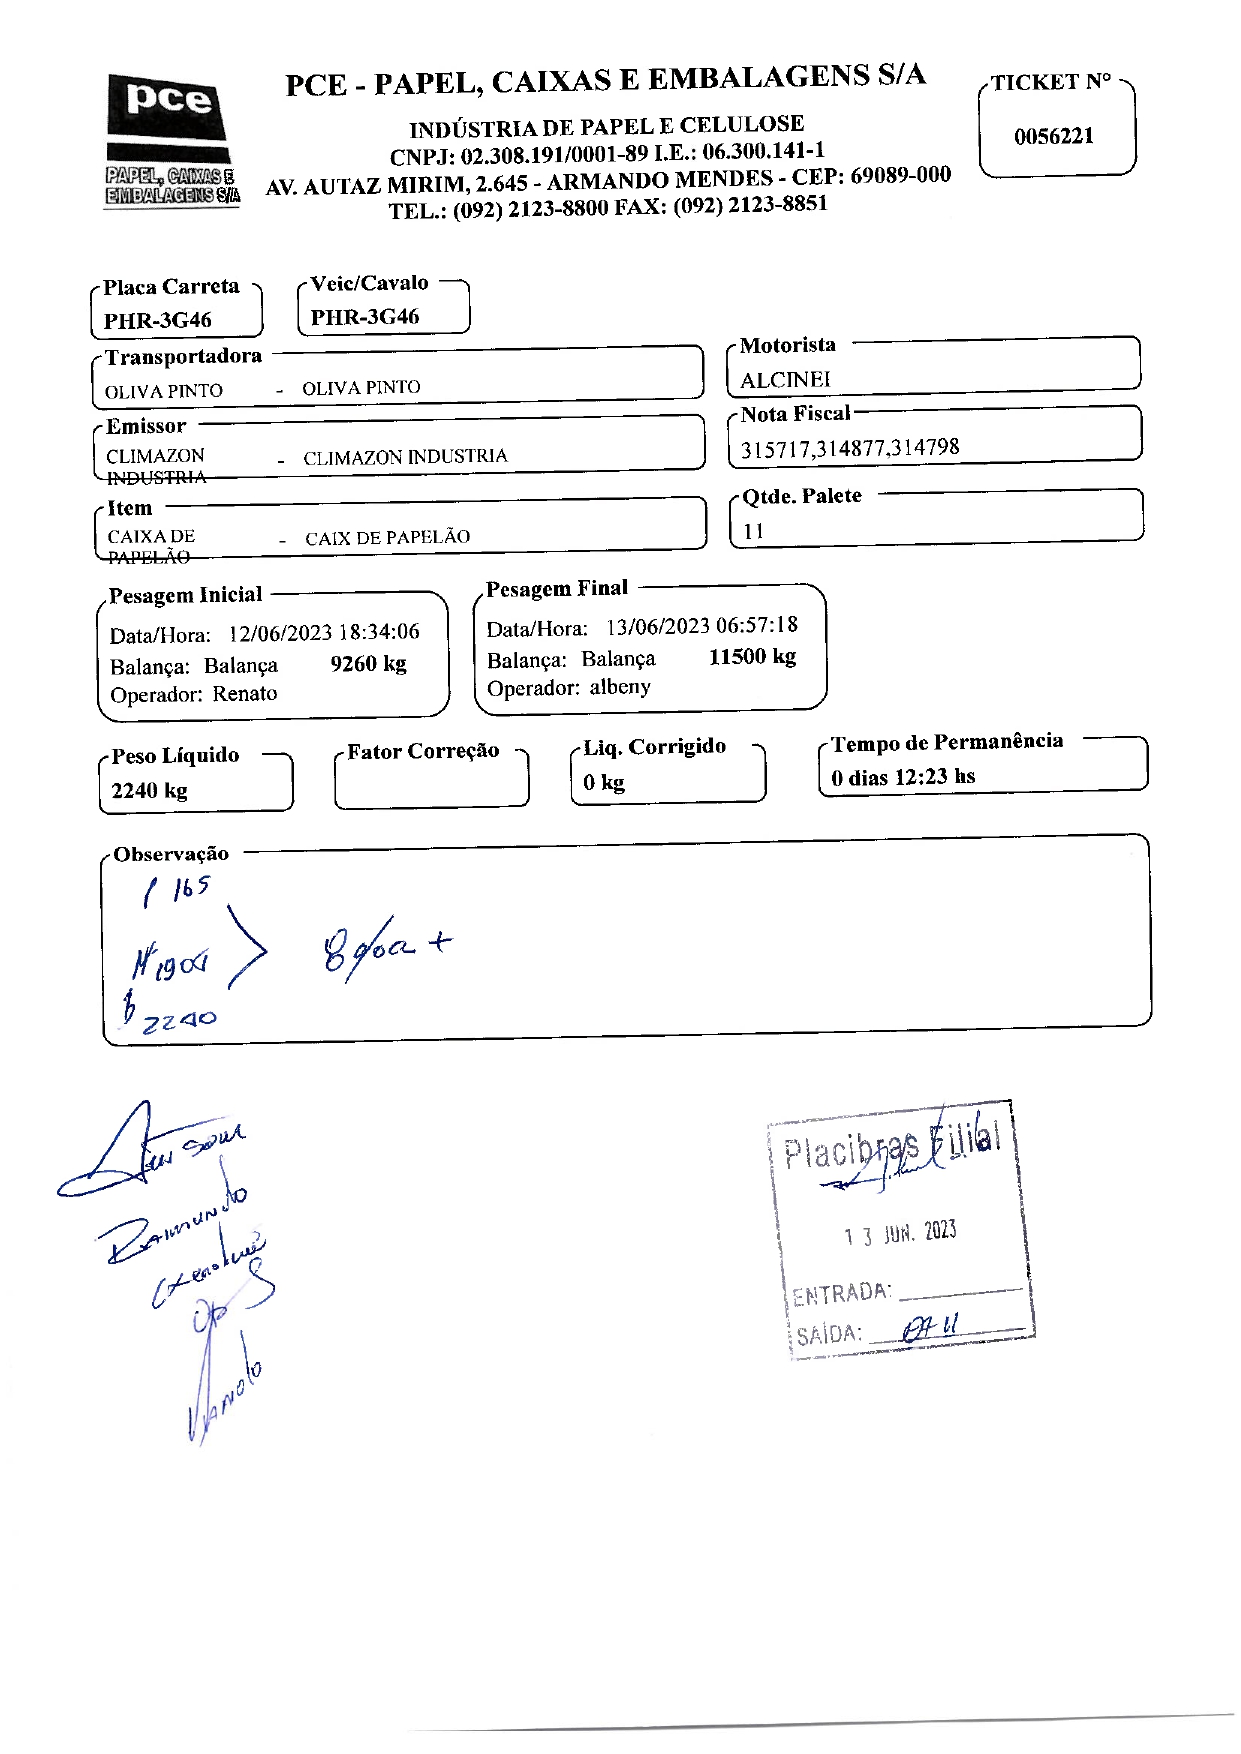 pce
PAPEL, CAIXAS E
EMBALAGENS S/A
PCE - PAPEL, CAIXAS E EMBALAGENS S/A
INDÚSTRIA DE PAPEL E CELULOSE
CNPJ: 02.308.191/0001-89 I.E.: 06.300.141-1
AV. AUTAZ MIRIM, 2.645 - ARMANDO MENDES - CEP: 69089-000
TEL.: (092) 2123-8800 FAX: (092) 2123-8851
TICKET Nº
0056221
Placa Carreta
PHR-3G46
Veic/Cavalo
PHR-3G46
Transportadora
OLIVA PINTO - OLIVA PINTO
Motorista
ALCINEI
Emissor
CLIMAZON - CLIMAZON INDUSTRIA
INDUSTRIA
Nota Fiscal
315717,314877,314798
Item
CAIXA DE - CAIX DE PAPELÃO
PAPELÃO
Qtde. Palete
11
Pesagem Inicial
Data/Hora: 12/06/2023 18:34:06
Balança: Balança 9260 kg
Operador: Renato
Pesagem Final
Data/Hora: 13/06/2023 06:57:18
Balança: Balança 11500 kg
Operador: albeny
Peso Líquido
2240 kg
Fator Correção
Liq. Corrigido
0 kg
Tempo de Permanência
0 dias 12:23 hs
Observação
165
2240
Raimundo
Placibras Filial
13 JUN. 2023
ENTRADA:
SAÍDA: